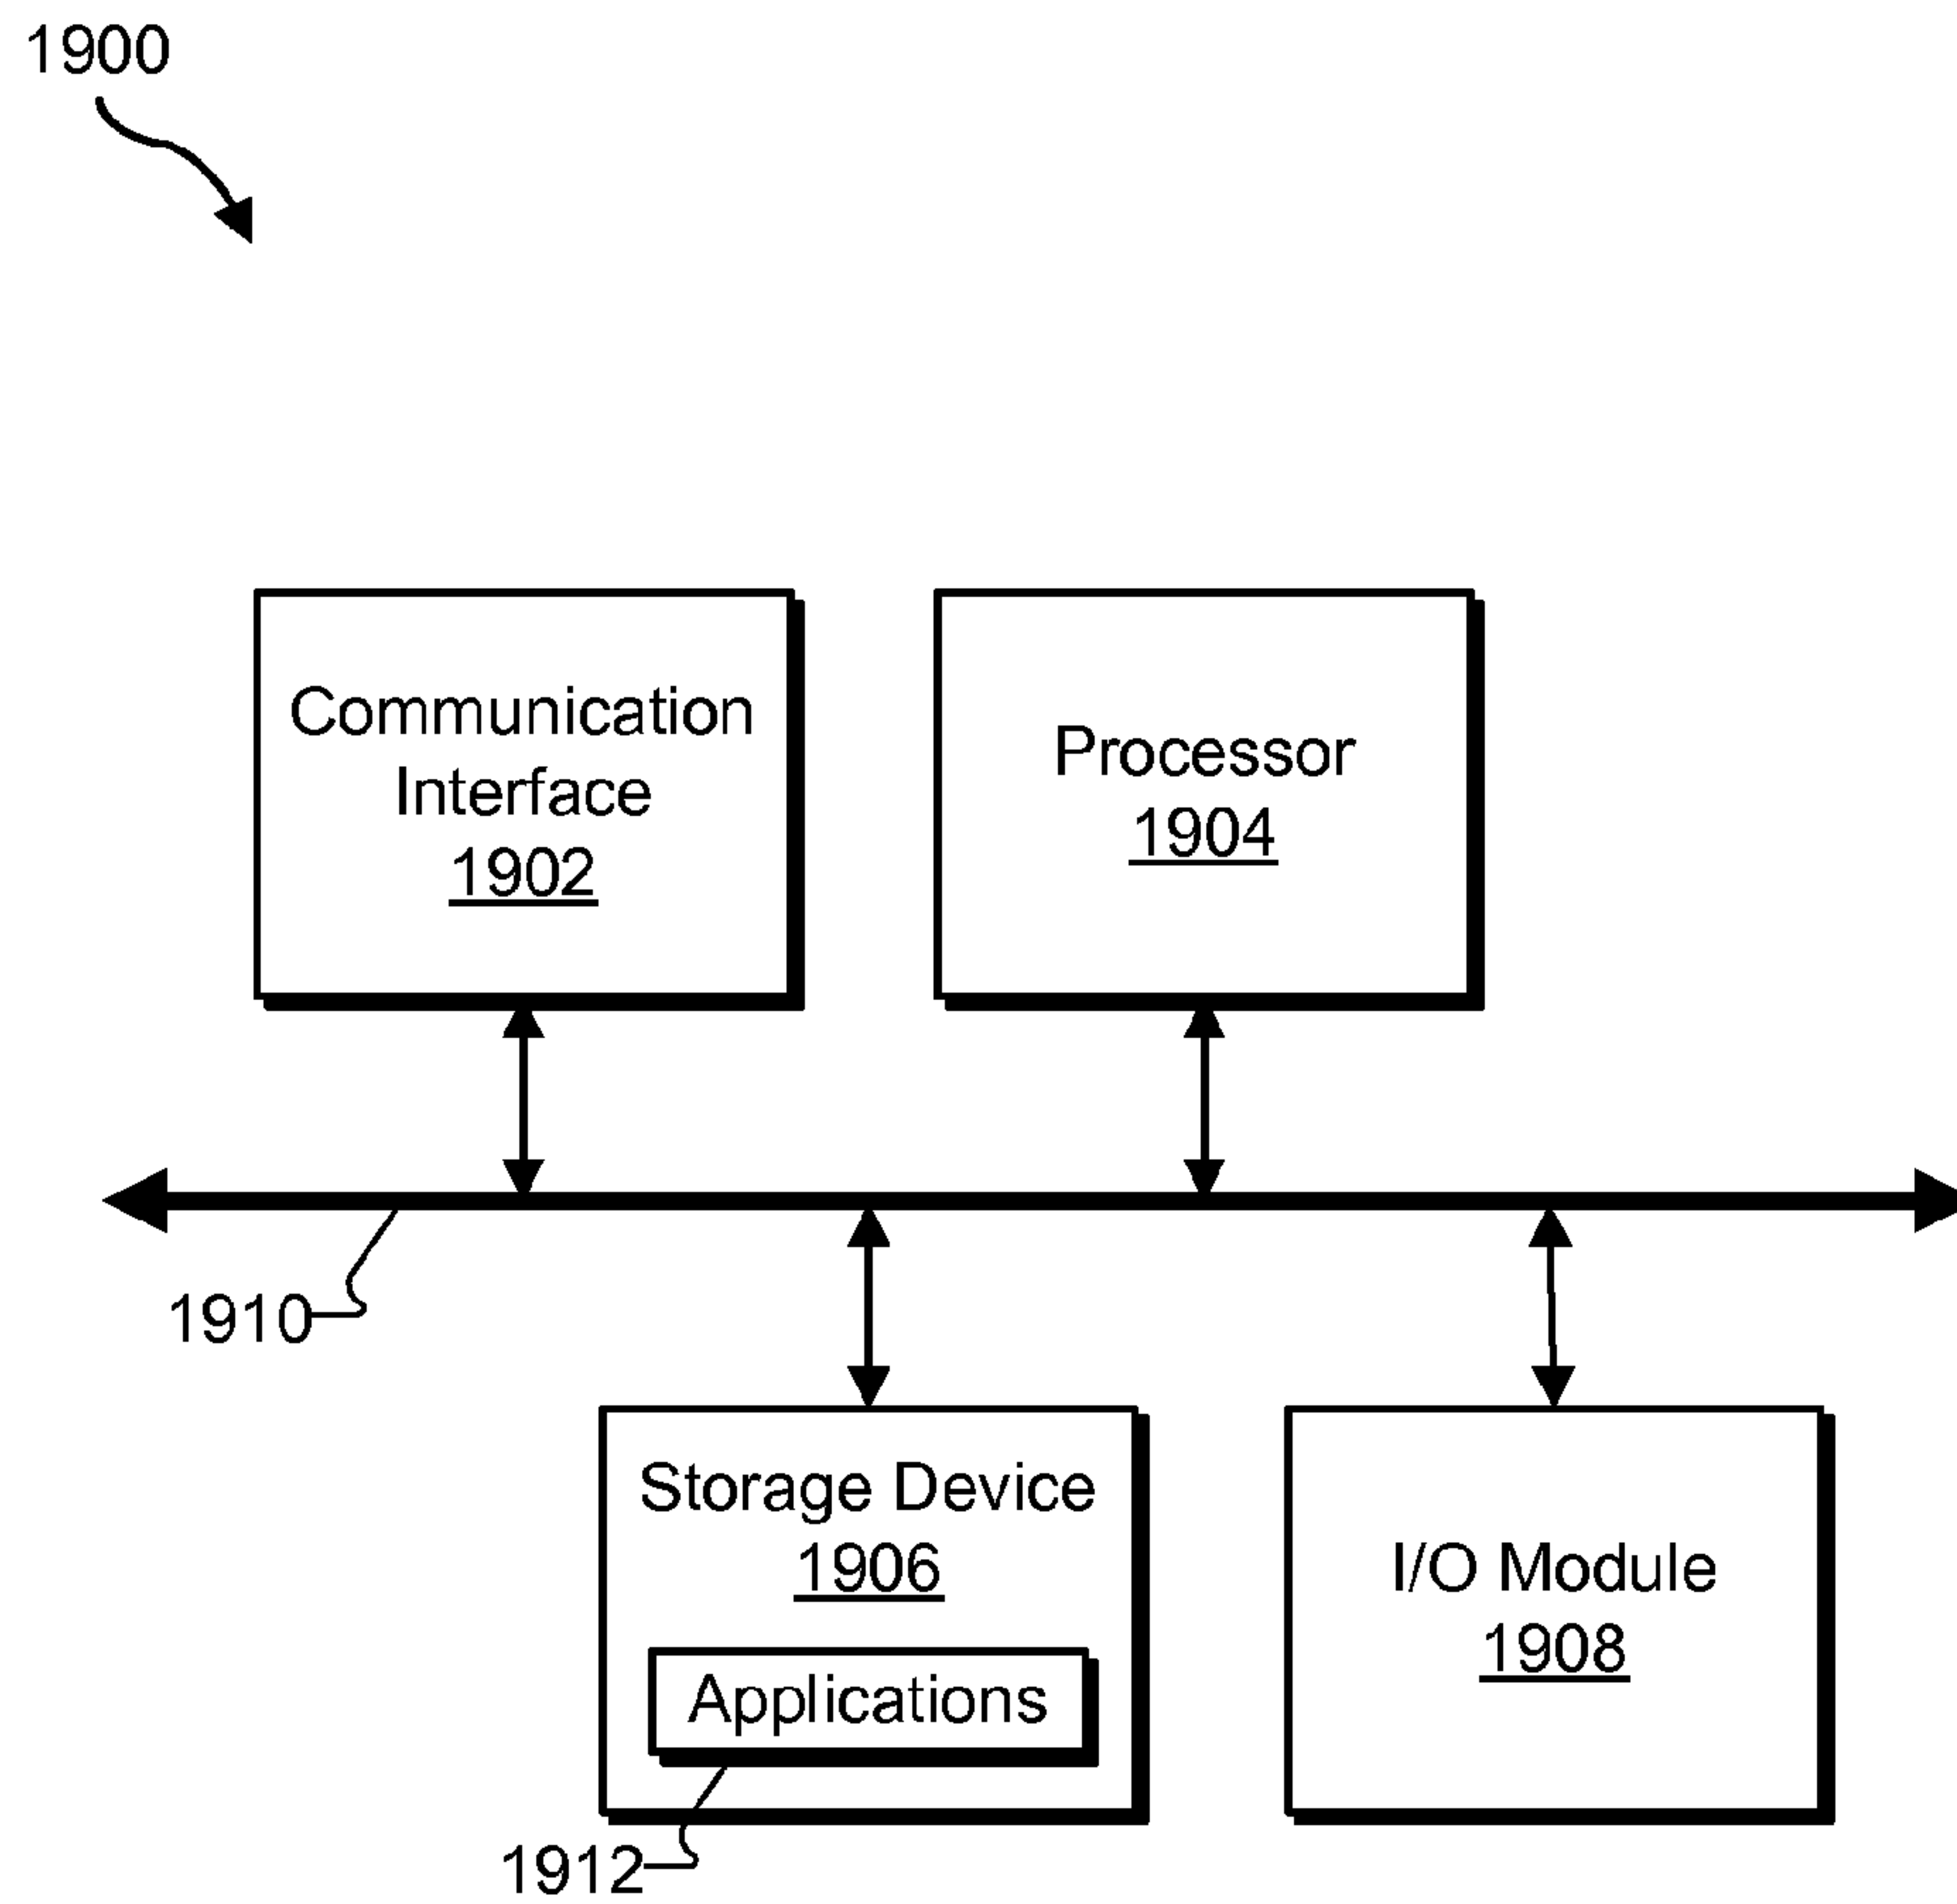 1900
Communication
Interface
1902
Processor
1904
1910
Storage Device
1906
Applications
I/O Module
1908
1912